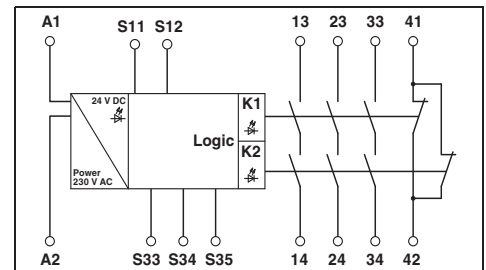 A1 S11 S12 13 23 33 41
24 V DC
K1
Logic
K2
Power
230 V AC
A2 S33 S34 S35 14 24 34 42